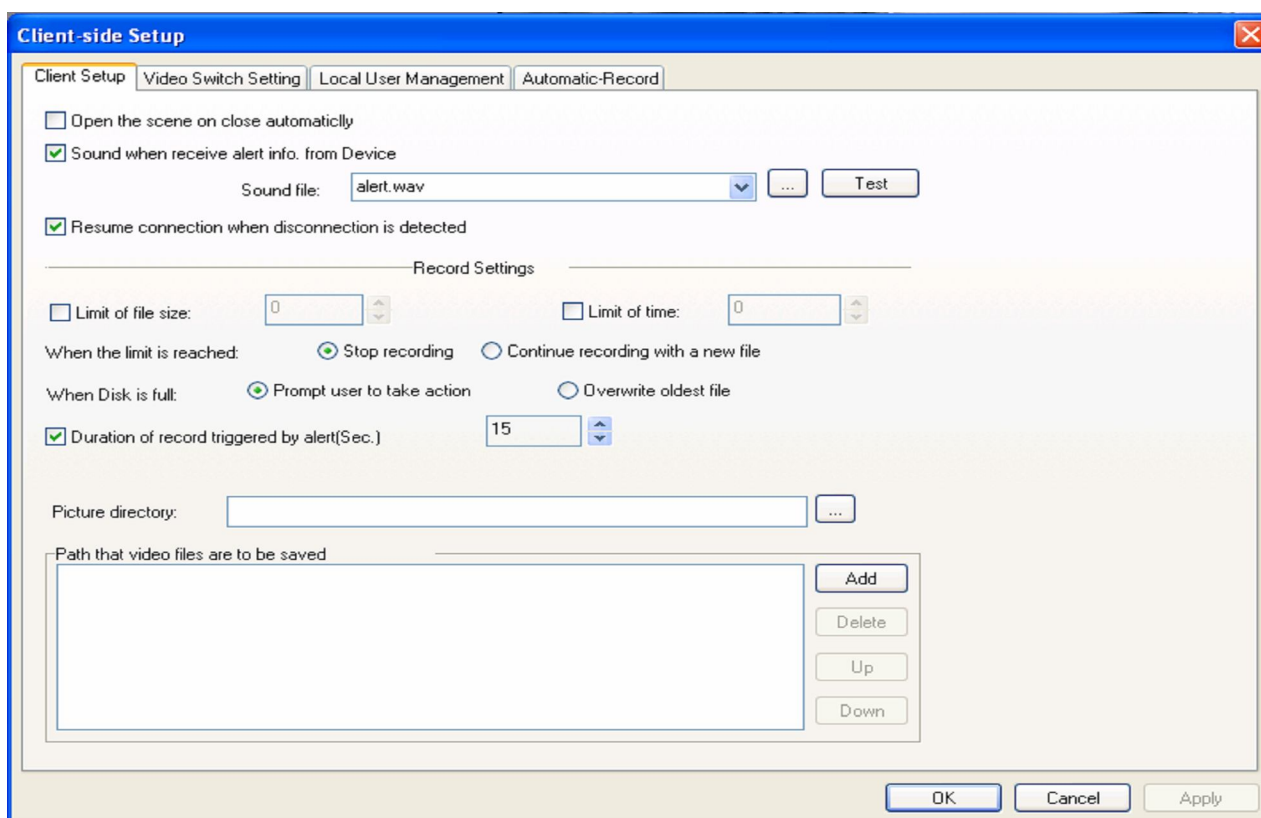 Client-side Setup
Client Setup Video Switch Setting Local User Management Automatic-Record
Open the scene on close automaticlly
Sound when receive alert info. from Device
Sound file: alert.wav ... Test
Resume connection when disconnection is detected
Record Settings
Limit of file size: 0 Limit of time: 0
When the limit is reached: Stop recording Continue recording with a new file
When Disk is full: Prompt user to take action Overwrite oldest file
Duration of record triggered by alert(Sec.) 15
Picture directory: ...
Path that video files are to be saved
Add
Delete
Up
Down
OK Cancel Apply